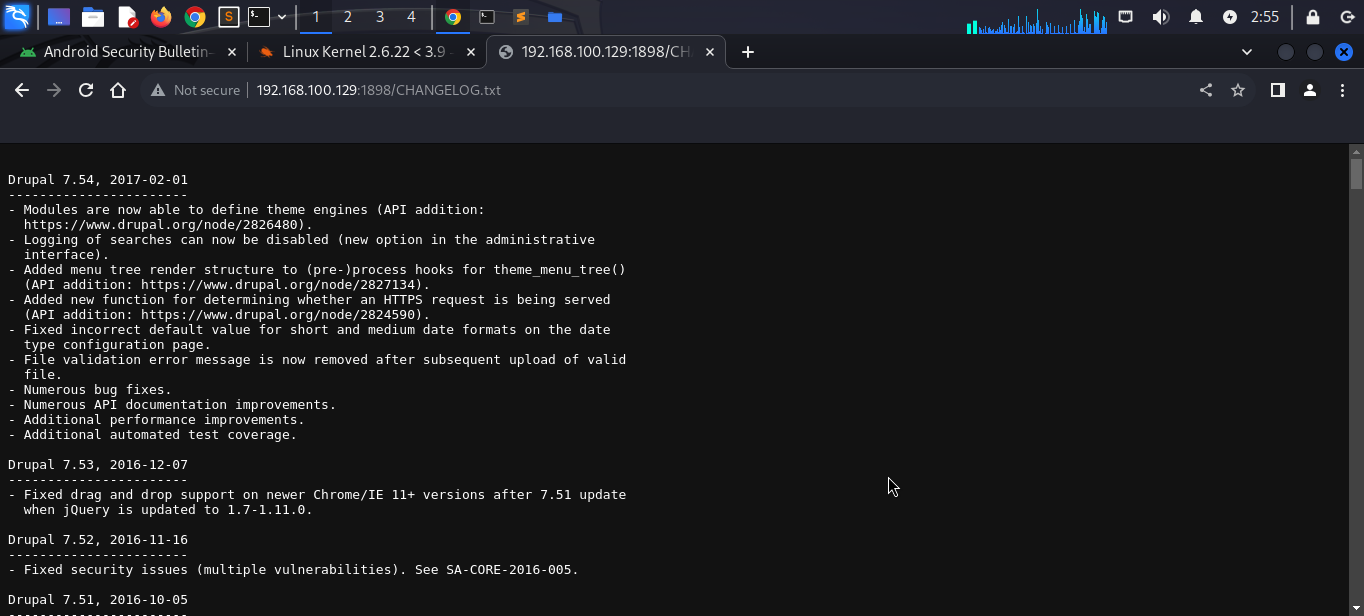 1 2 3 4 2:55
Android Security Bulletin Linux Kernel 2.6.22 < 3.9 - 192.168.100.129:1898/CH
Not secure 192.168.100.129:1898/CHANGELOG.txt
Drupal 7.54, 2017-02-01
-----------------------
- Modules are now able to define theme engines (API addition:
https://www.drupal.org/node/2826480).
- Logging of searches can now be disabled (new option in the administrative
interface).
- Added menu tree render structure to (pre-)process hooks for theme_menu_tree()
(API addition: https://www.drupal.org/node/2827134).
- Added new function for determining whether an HTTPS request is being served
(API addition: https://www.drupal.org/node/2824590).
- Fixed incorrect default value for short and medium date formats on the date
type configuration page.
- File validation error message is now removed after subsequent upload of valid
file.
- Numerous bug fixes.
- Numerous API documentation improvements.
- Additional performance improvements.
- Additional automated test coverage.
Drupal 7.53, 2016-12-07
-----------------------
- Fixed drag and drop support on newer Chrome/IE 11+ versions after 7.51 update
when jQuery is updated to 1.7-1.11.0.
Drupal 7.52, 2016-11-16
-----------------------
- Fixed security issues (multiple vulnerabilities). See SA-CORE-2016-005.
Drupal 7.51, 2016-10-05
-----------------------